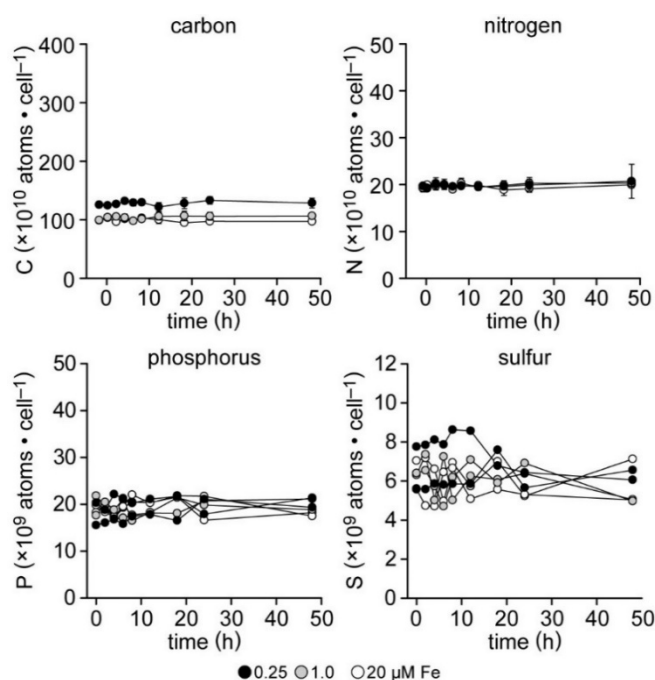 carbon
400
300
200
100
0
C (×10¹⁰ atoms · cell⁻¹)
0 10 20 30 40 50
time (h)
nitrogen
50
40
30
20
10
0
N (×10¹⁰ atoms · cell⁻¹)
0 10 20 30 40 50
time (h)
phosphorus
50
40
30
20
10
0
P (×10⁹ atoms · cell⁻¹)
0 10 20 30 40 50
time (h)
sulfur
12
10
8
6
4
2
0
S (×10⁹ atoms · cell⁻¹)
0 10 20 30 40 50
time (h)
0.25 1.0 20 μM Fe